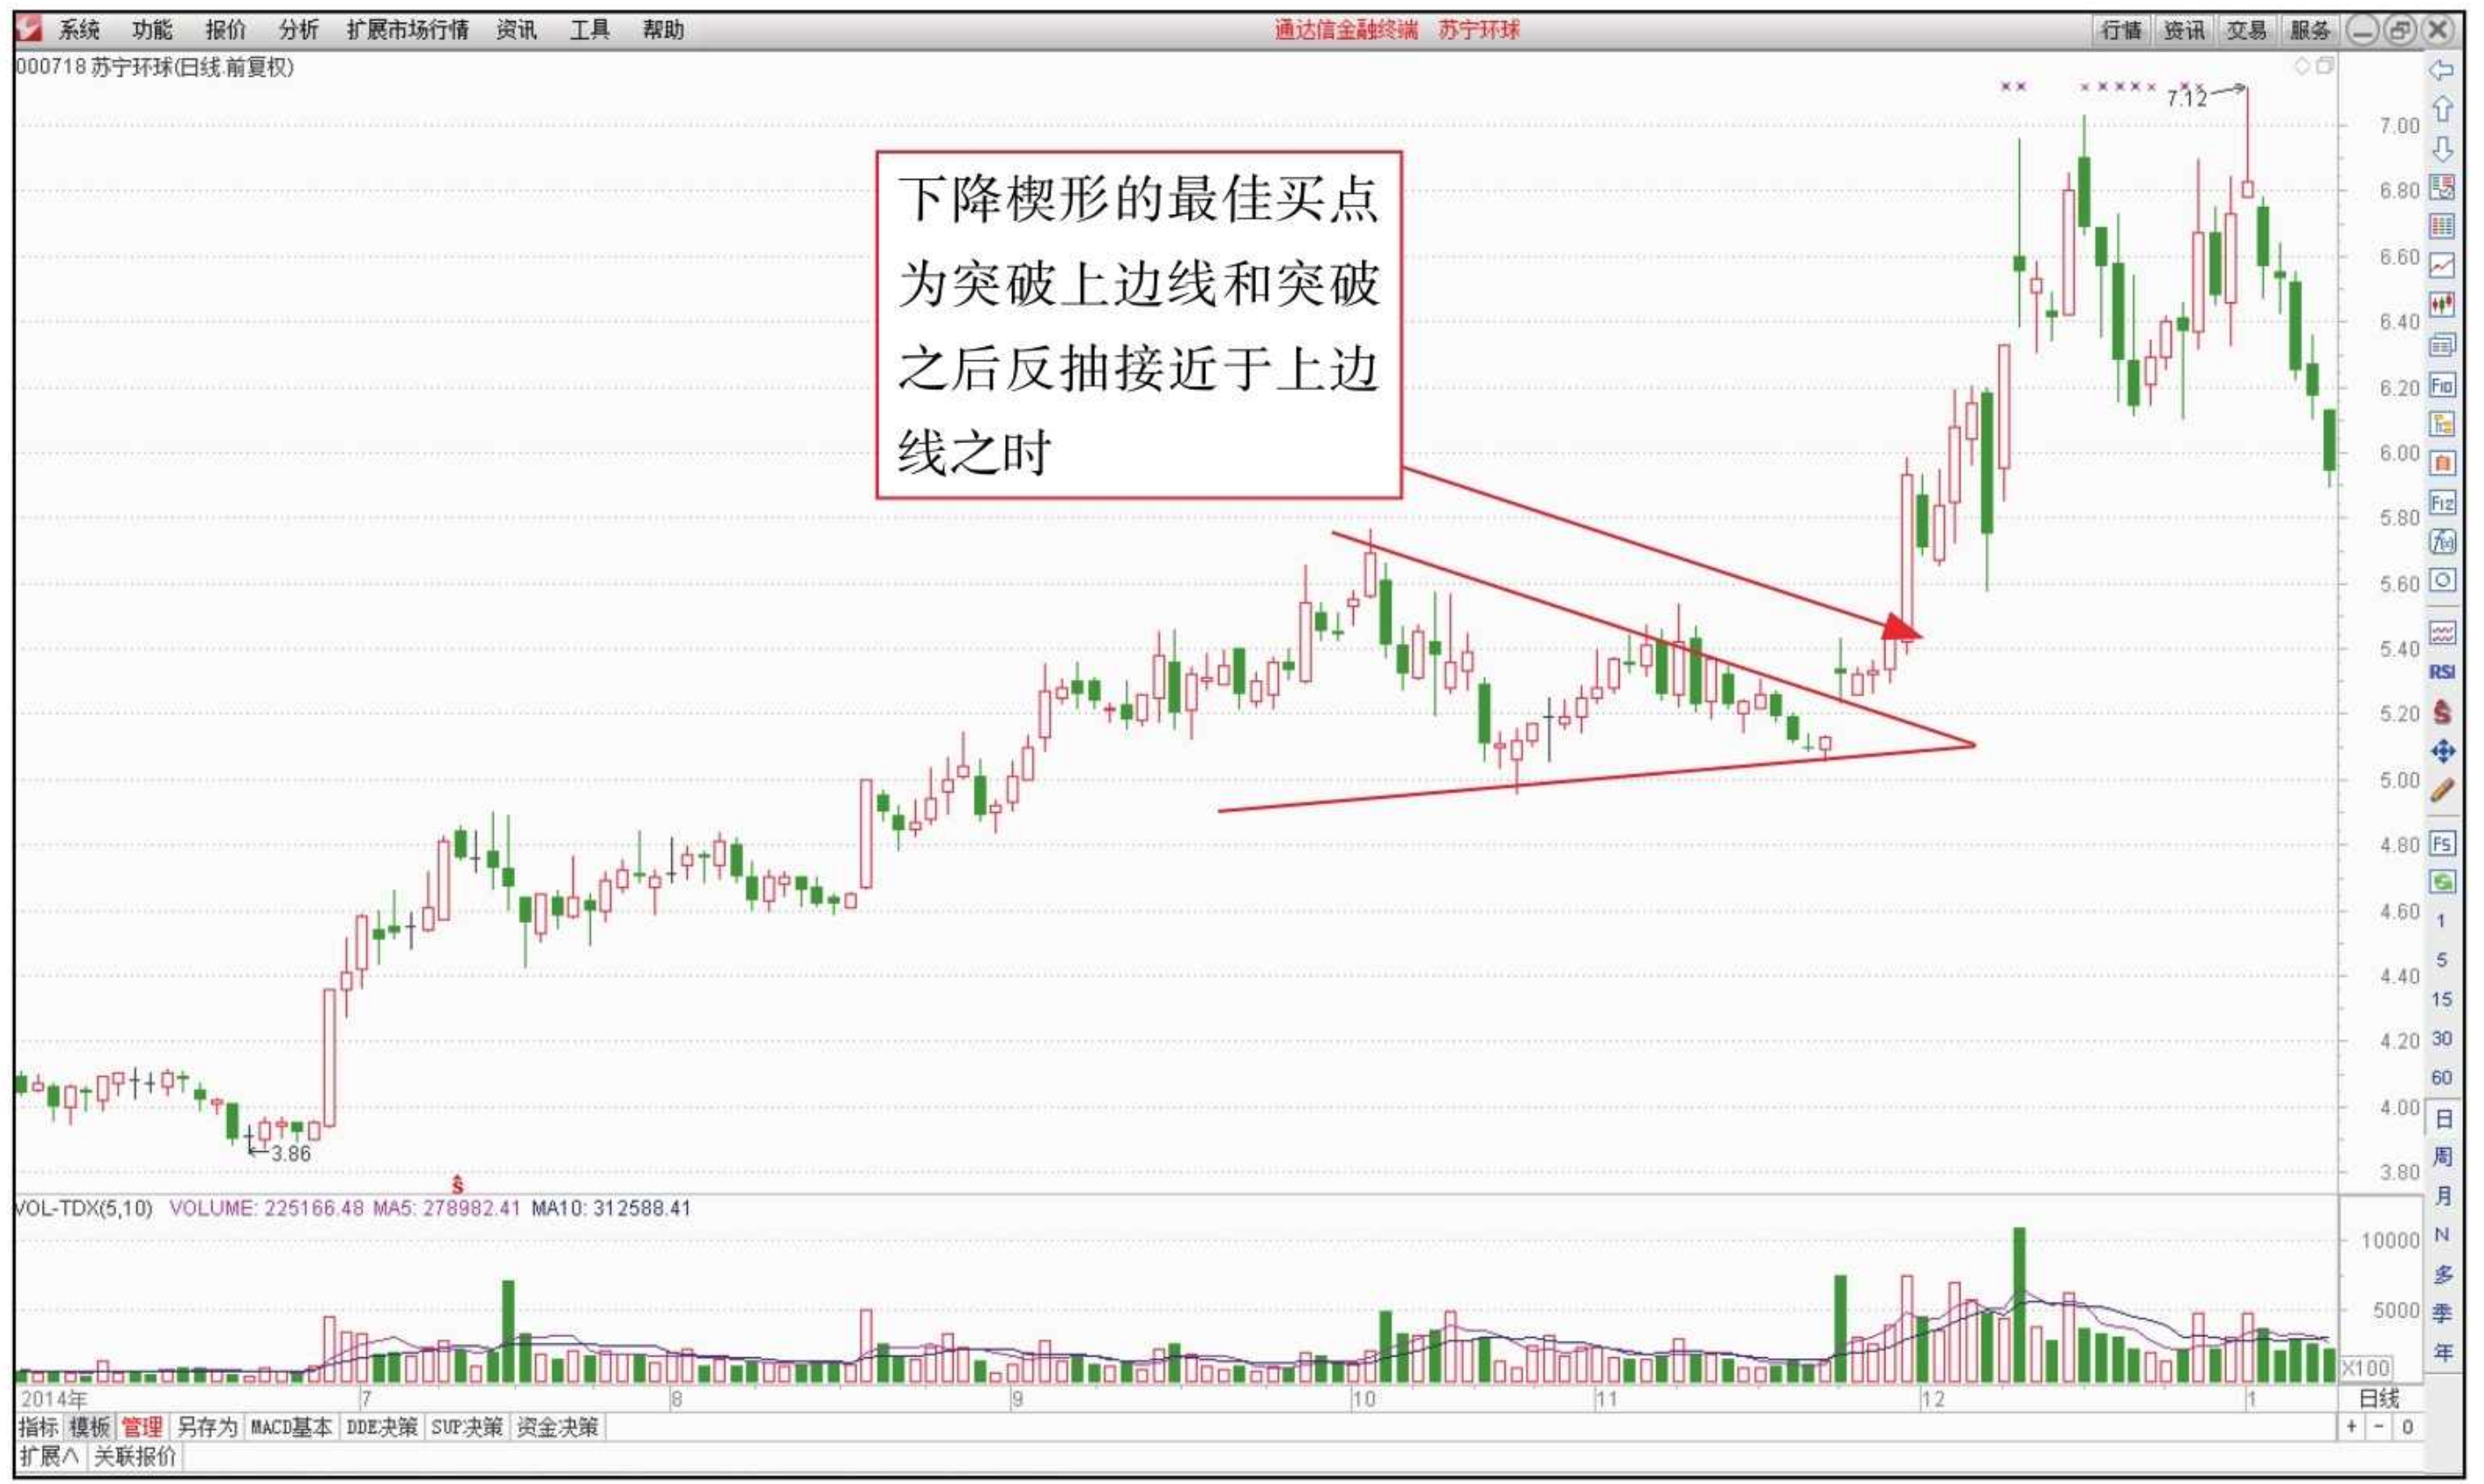 系统 功能 报价 分析 扩展市场行情 资讯 工具 帮助 通达信金融终端 苏宁环球 行情 资讯 交易 服务
000718 苏宁环球(日线.前复权)
7.12
7.00
6.80
6.60
6.40
6.20
6.00
5.80
5.60
5.40
5.20
5.00
4.80
4.60
4.40
4.20
4.00
3.80
下降楔形的最佳买点
为突破上边线和突破
之后反抽接近于上边
线之时
3.86
Ŝ
VOL-TDX(5,10) VOLUME: 225166.48 MA5: 278982.41 MA10: 312588.41
10000
5000
X100
2014年 7 8 9 10 11 12 1 日线
指标 模板 管理 另存为 MACD基本 DDE决策 SUP决策 资金决策 + - 0
扩展∧ 关联报价
F10
自
F12
f(x)
RSI
F5
1
5
15
30
60
日
周
月
N
多
季
年